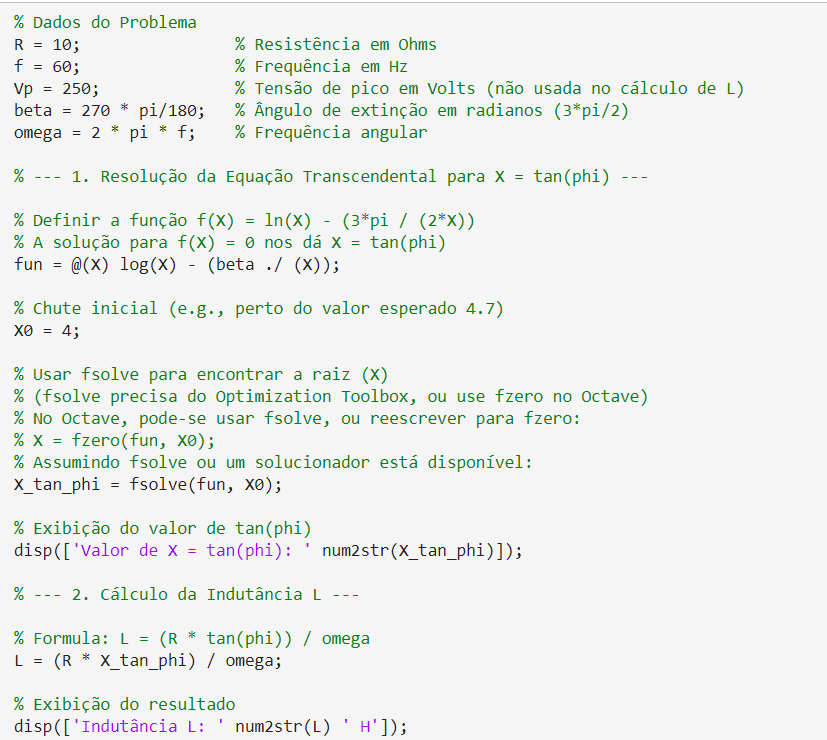 % Dados do Problema
R = 10;                % Resistência em Ohms
f = 60;                % Frequência em Hz
Vp = 250;              % Tensão de pico em Volts (não usada no cálculo de L)
beta = 270 * pi/180;   % Ângulo de extinção em radianos (3*pi/2)
omega = 2 * pi * f;    % Frequência angular
% --- 1. Resolução da Equação Transcendental para X = tan(phi) ---
% Definir a função f(X) = ln(X) - (3*pi / (2*X))
% A solução para f(X) = 0 nos dá X = tan(phi)
fun = @(X) log(X) - (beta ./ (X));
% Chute inicial (e.g., perto do valor esperado 4.7)
X0 = 4;
% Usar fsolve para encontrar a raiz (X)
% (fsolve precisa do Optimization Toolbox, ou use fzero no Octave)
% No Octave, pode-se usar fsolve, ou reescrever para fzero:
% X = fzero(fun, X0);
% Assumindo fsolve ou um solucionador está disponível:
X_tan_phi = fsolve(fun, X0);
% Exibição do valor de tan(phi)
disp(['Valor de X = tan(phi): ' num2str(X_tan_phi)]);
% --- 2. Cálculo da Indutância L ---
% Formula: L = (R * tan(phi)) / omega
L = (R * X_tan_phi) / omega;
% Exibição do resultado
disp(['Indutância L: ' num2str(L) ' H']);